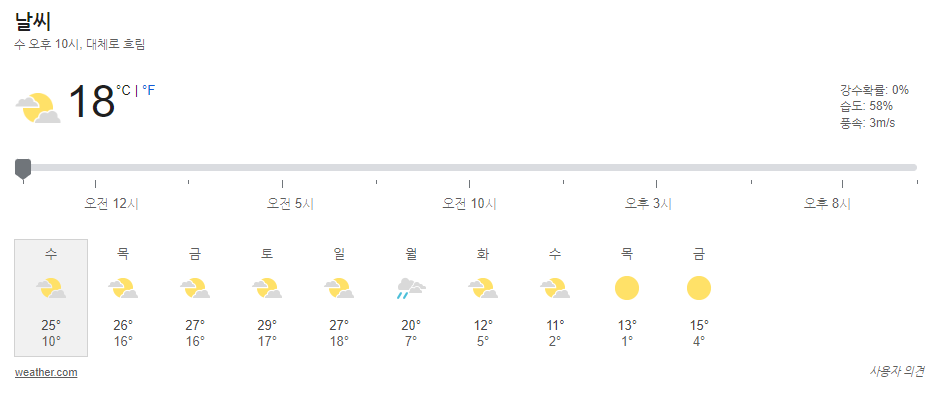 날씨
수 오후 10시, 대체로 흐림
18 °C | °F
강수확률: 0%
습도: 58%
풍속: 3m/s
오전 12시 오전 5시 오전 10시 오후 3시 오후 8시
수 목 금 토 일 월 화 수 목 금
25° 26° 27° 29° 27° 20° 12° 11° 13° 15°
10° 16° 16° 17° 18° 7° 5° 2° 1° 4°
weather.com 사용자 의견